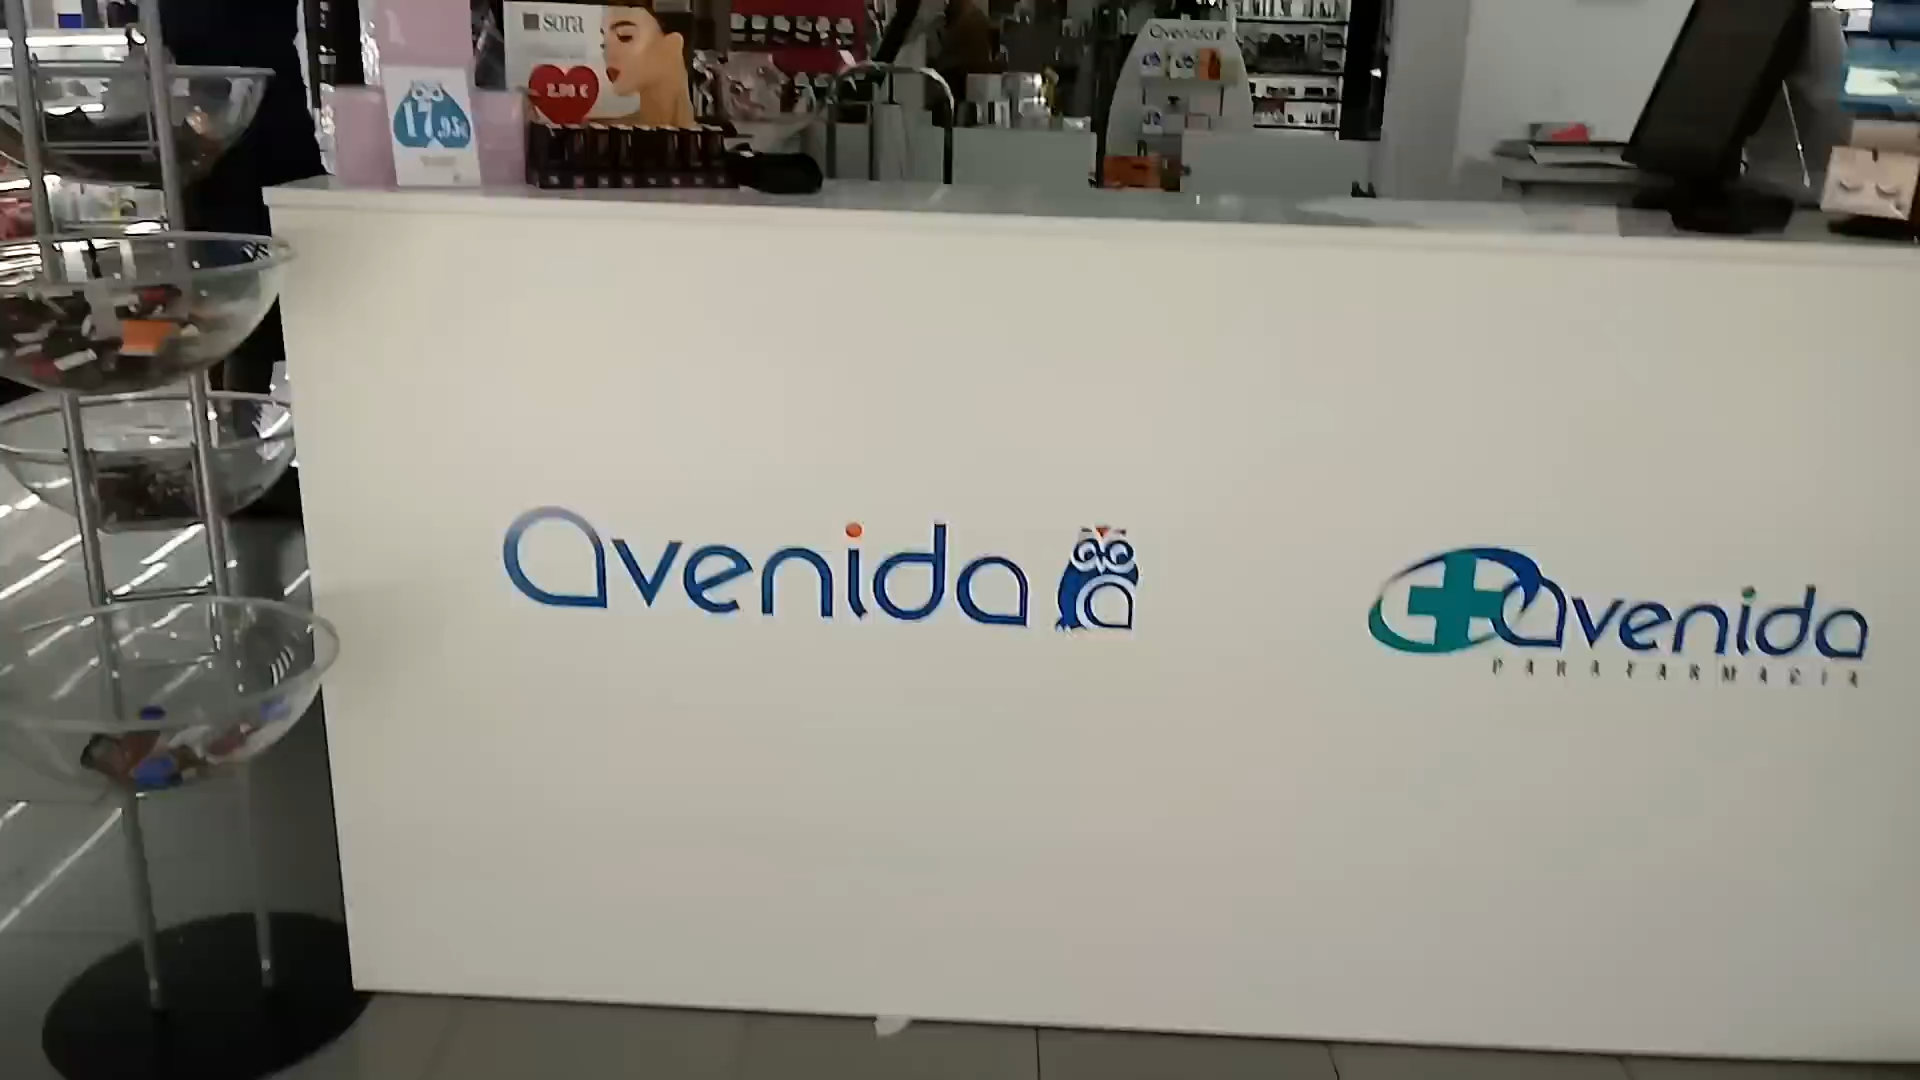 sora
2,99 €
Avenida
17,95€
avenida
avenida
PARAFARMACIA